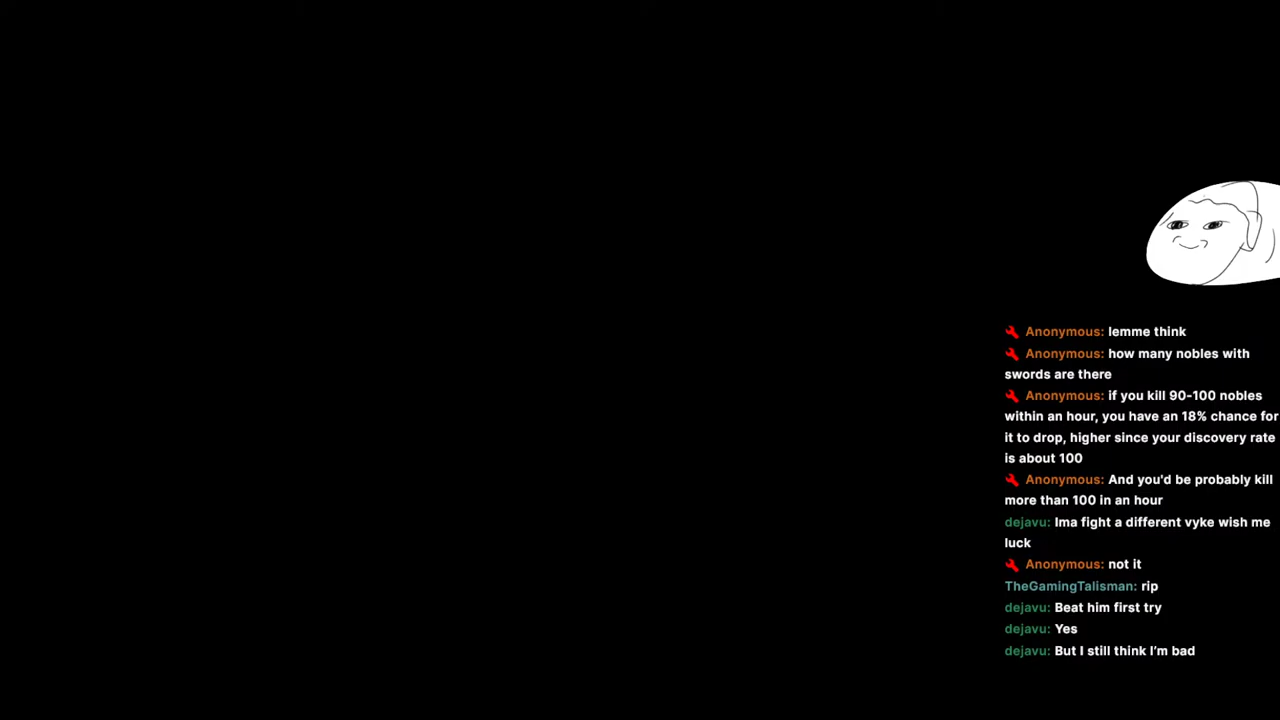 Anonymous: lemme think
Anonymous: how many nobles with
swords are there
Anonymous: if you kill 90-100 nobles
within an hour, you have an 18% chance for
it to drop, higher since your discovery rate
is about 100
Anonymous: And you'd be probably kill
more than 100 in an hour
dejavu: Ima fight a different vyke wish me
luck
Anonymous: not it
TheGamingTalisman: rip
dejavu: Beat him first try
dejavu: Yes
dejavu: But I still think I’m bad